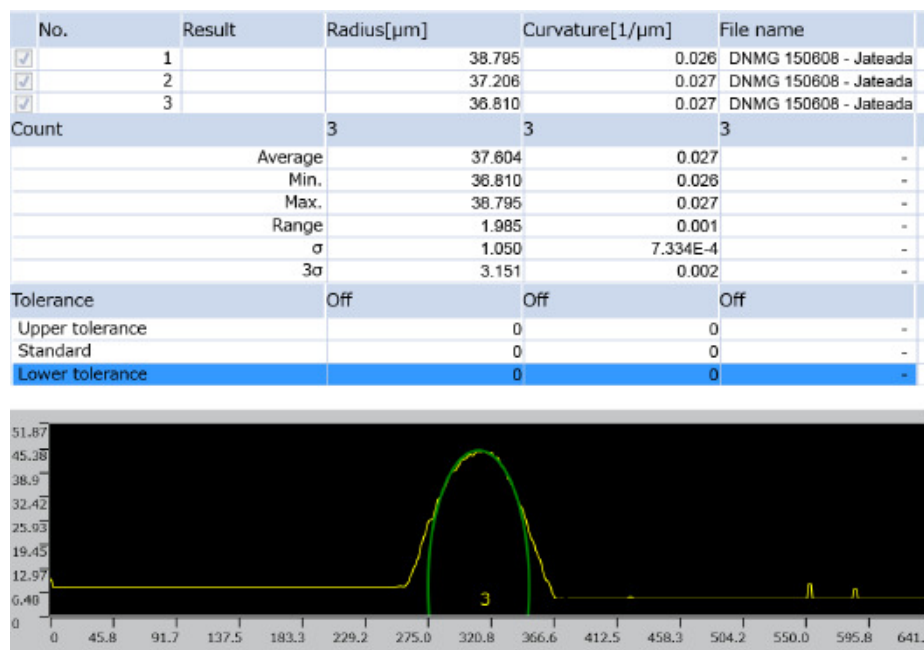 No. Result Radius[µm] Curvature[1/µm] File name
1 38.795 0.026 DNMG 150608 - Jateada
2 37.206 0.027 DNMG 150608 - Jateada
3 36.810 0.027 DNMG 150608 - Jateada
Count 3 3 3
Average 37.604 0.027 -
Min. 36.810 0.026 -
Max. 38.795 0.027 -
Range 1.985 0.001 -
σ 1.050 7.334E-4 -
3σ 3.151 0.002 -
Tolerance Off Off Off
Upper tolerance 0 0 -
Standard 0 0 -
Lower tolerance 0 0 -
51.87
45.38
38.9
32.42
25.93
19.45
12.97
6.48
3
0
0 45.8 91.7 137.5 183.3 229.2 275.0 320.8 366.6 412.5 458.3 504.2 550.0 595.8 641.